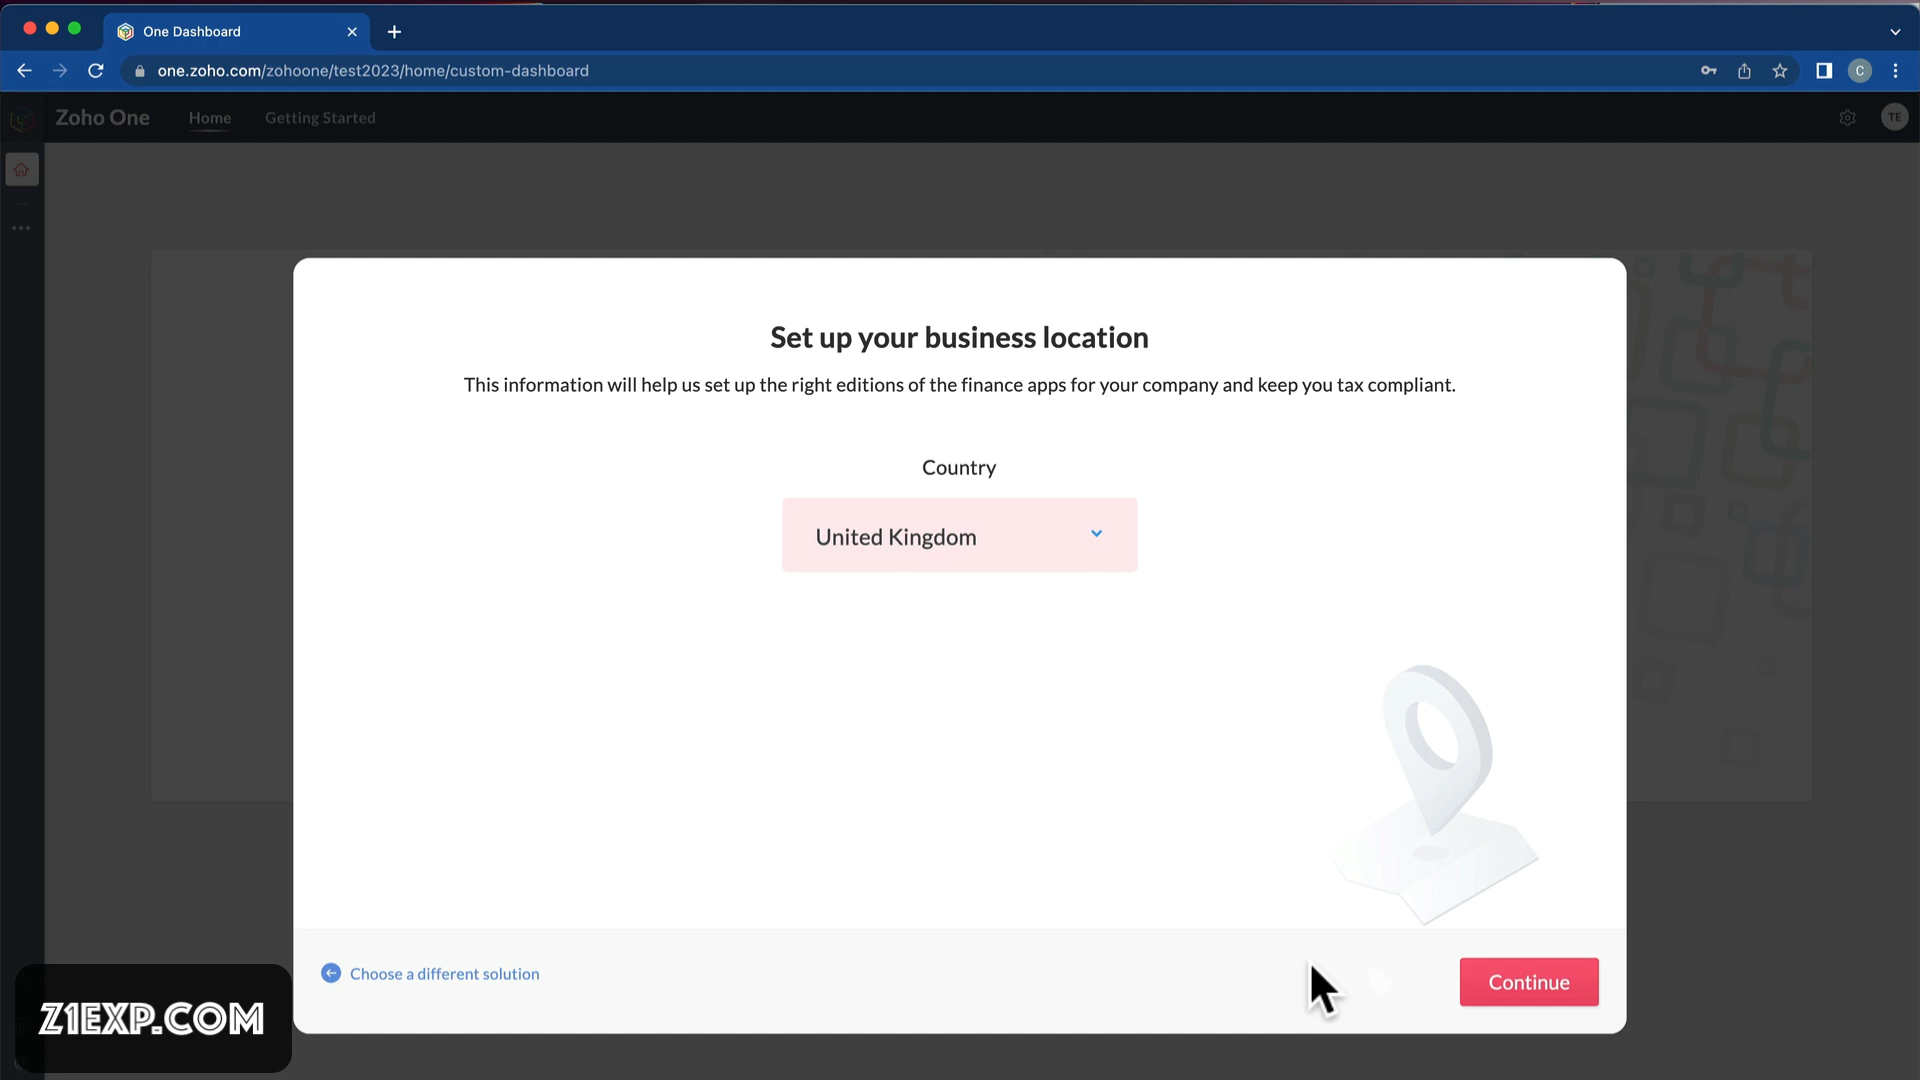 One Dashboard
one.zoho.com/zohoone/test2023/home/custom-dashboard
C
Zoho One
Home
Getting Started
TE
Set up your business location
This information will help us set up the right editions of the finance apps for your company and keep you tax compliant.
Country
United Kingdom
Choose a different solution
Continue
Z1EXP.COM